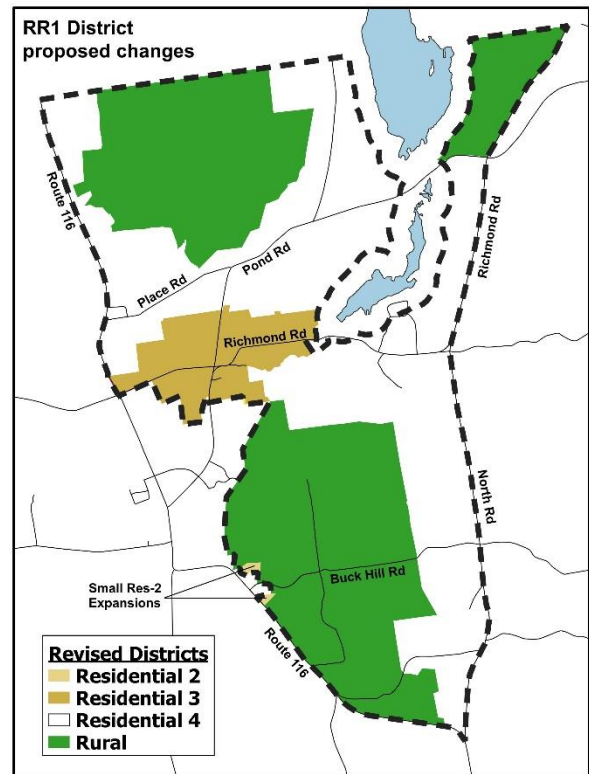 RR1 District
proposed changes
Route 116
Richmond Rd
Pond Rd
Place Rd
Richmond Rd
North Rd
Buck Hill Rd
Small Res-2
Expansions
Route 116
Revised Districts
Residential 2
Residential 3
Residential 4
Rural